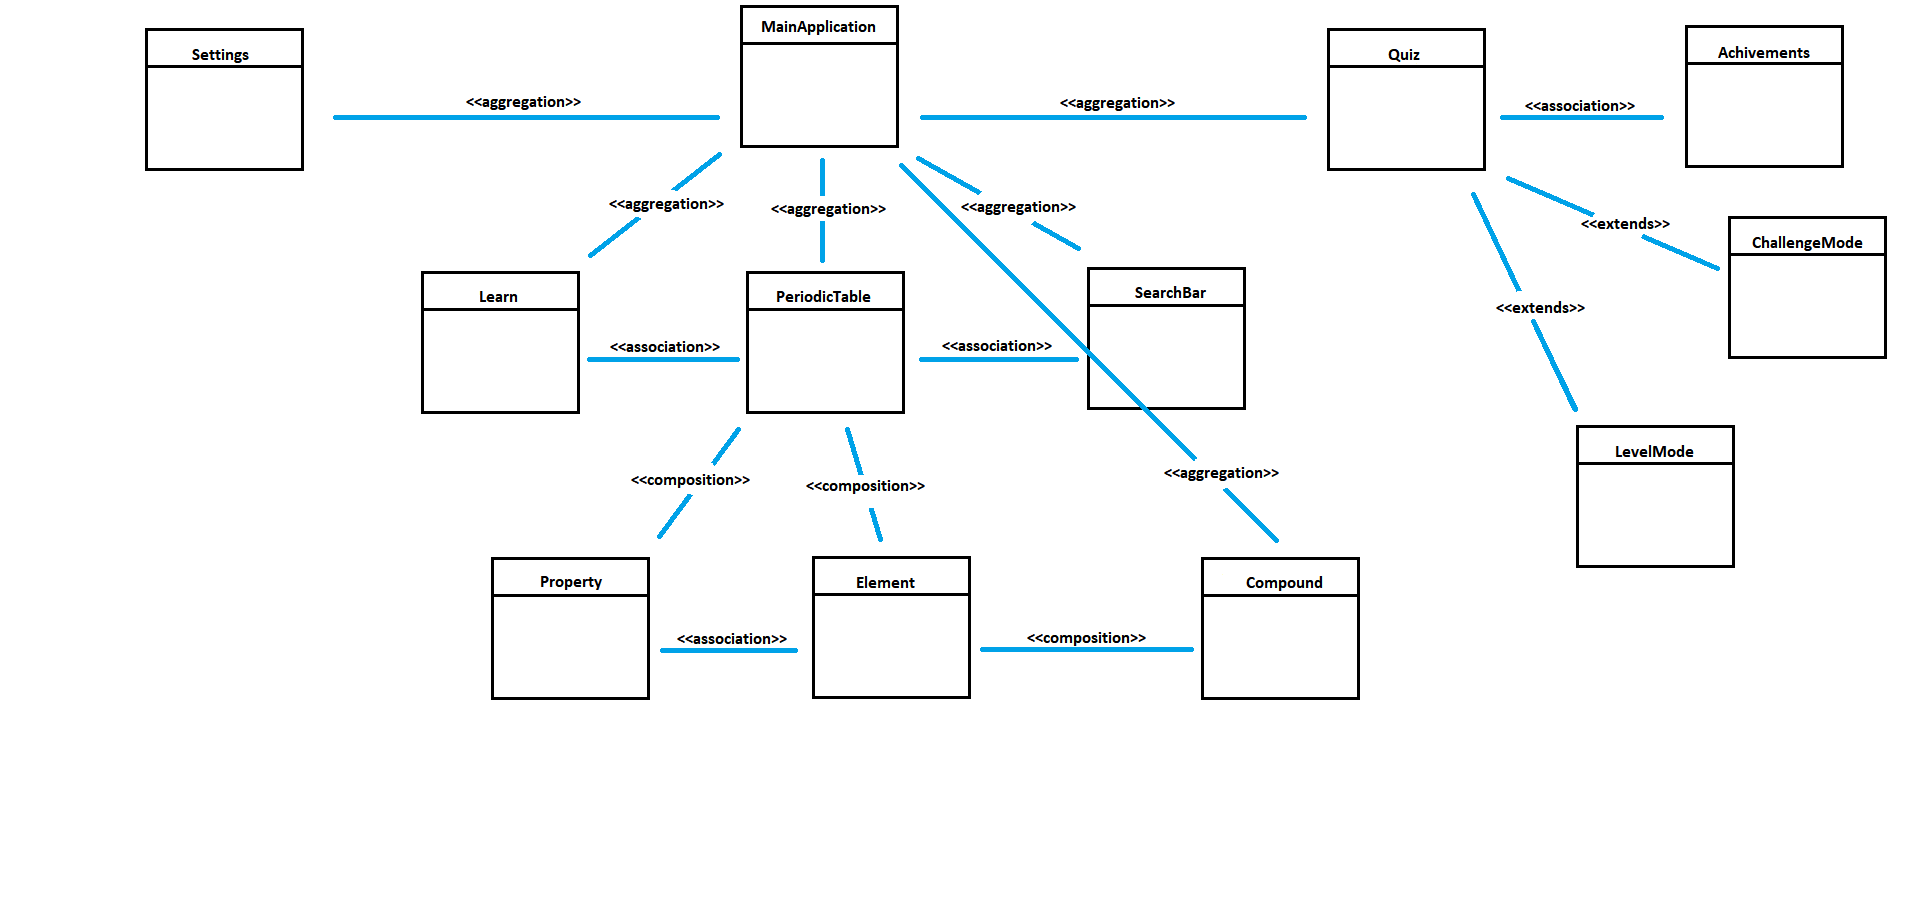 MainApplication
Settings
Quiz
Achivements
<<aggregation>>
<<aggregation>>
<<association>>
<<aggregation>>
<<aggregation>>
<<aggregation>>
<<extends>>
ChallengeMode
Learn
PeriodicTable
SearchBar
<<extends>>
<<association>>
<<association>>
LevelMode
<<composition>>
<<composition>>
<<aggregation>>
Property
Element
Compound
<<association>>
<<composition>>